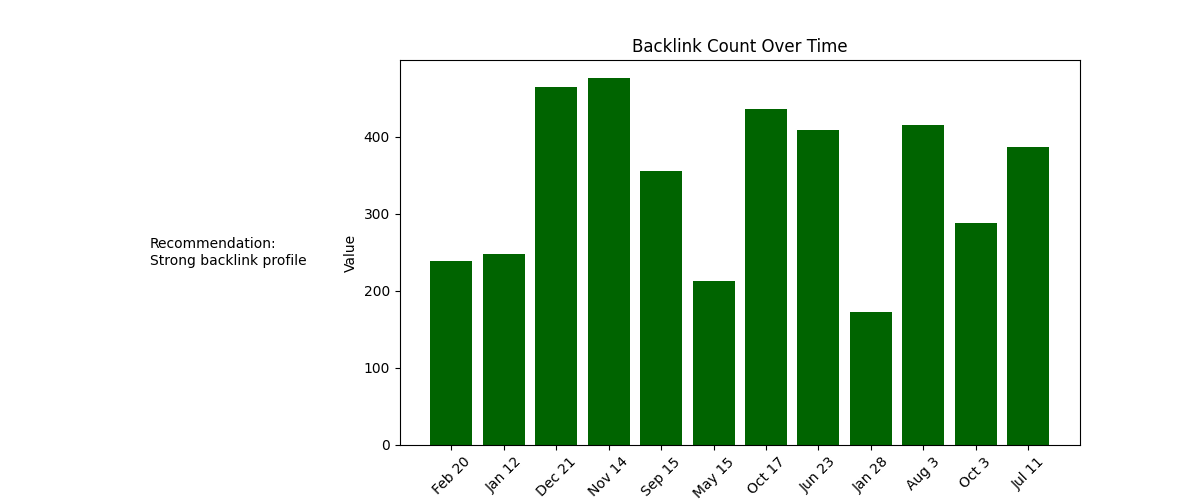 Backlink Count Over Time
Recommendation:
Strong backlink profile
Value
400
300
200
100
0
Feb 20
Jan 12
Dec 21
Nov 14
Sep 15
May 15
Oct 17
Jun 23
Jan 28
Aug 3
Oct 3
Jul 11